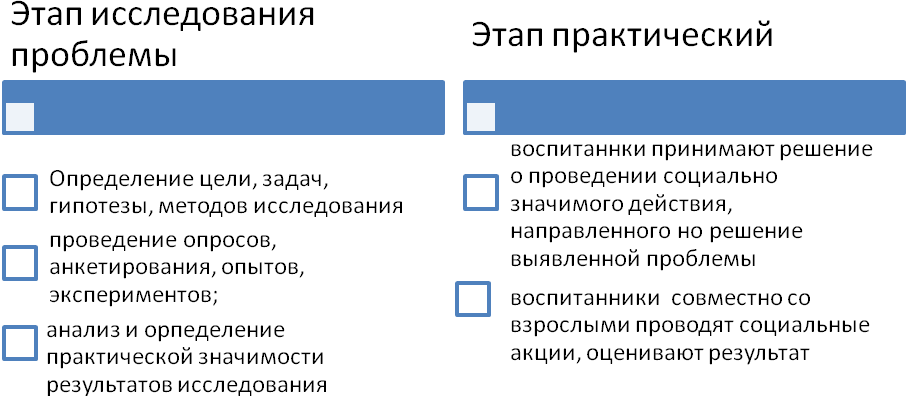 Этап исследования
проблемы
Определение цели, задач,
гипотезы, методов исследования
проведение опросов,
анкетирования, опытов,
экспериментов;
анализ и орпеделение
практической значимости
результатов исследования
Этап практический
воспитаннки принимают решение
о проведении социально
значимого действия,
направленного но решение
выявленной проблемы
воспитанники совместно со
взрослыми проводят социальные
акции, оценивают результат